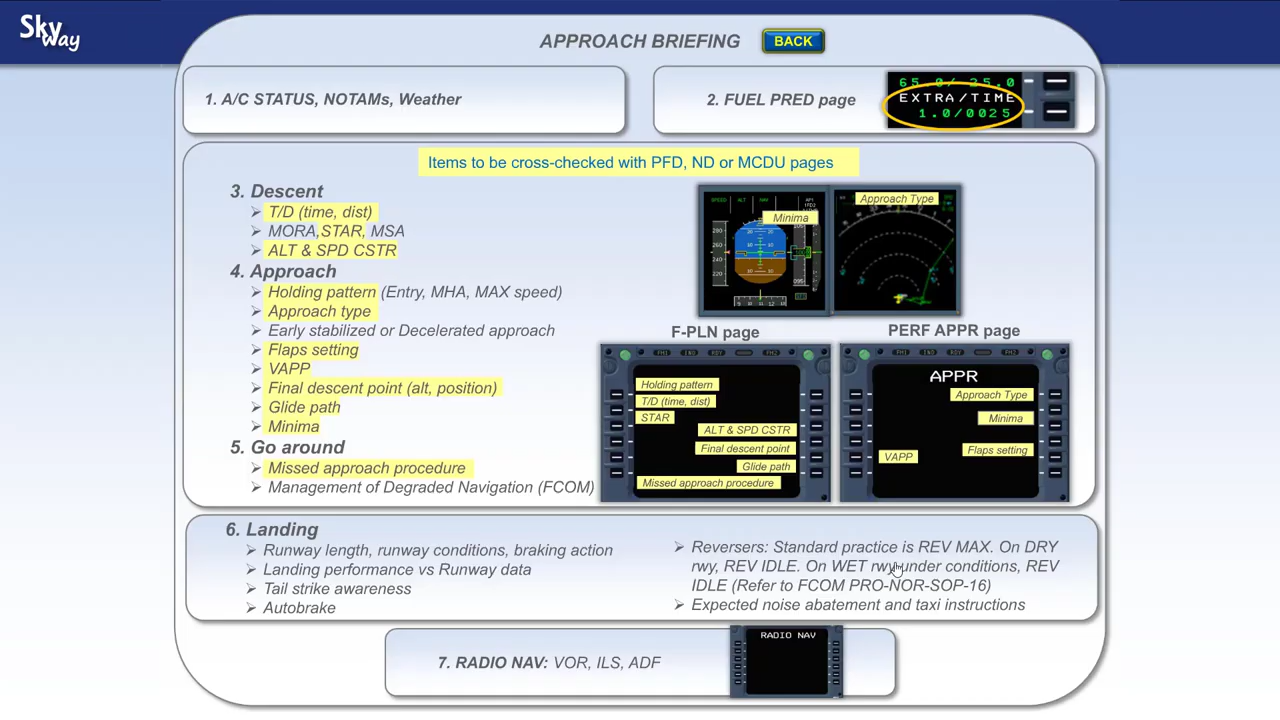 Sky
Way
APPROACH BRIEFING
BACK
1. A/C STATUS, NOTAMs, Weather
2. FUEL PRED page
65.0/ 25.0
EXTRA/TIME
1.0/0025
Items to be cross-checked with PFD, ND or MCDU pages
3. Descent
T/D (time, dist)
MORA,STAR, MSA
ALT & SPD CSTR
4. Approach
Holding pattern (Entry, MHA, MAX speed)
Approach type
Early stabilized or Decelerated approach
Flaps setting
VAPP
Final descent point (alt, position)
Glide path
Minima
5. Go around
Missed approach procedure
Management of Degraded Navigation (FCOM)
SPEED ALT NAV
Minima
Approach Type
F-PLN page
Holding pattern
T/D (time, dist)
STAR
ALT & SPD CSTR
Final descent point
Glide path
Missed approach procedure
PERF APPR page
APPR
Approach Type
Minima
Flaps setting
VAPP
6. Landing
Runway length, runway conditions, braking action
Landing performance vs Runway data
Tail strike awareness
Autobrake
Reversers: Standard practice is REV MAX. On DRY
rwy, REV IDLE. On WET rwy under conditions, REV
IDLE (Refer to FCOM PRO-NOR-SOP-16)
Expected noise abatement and taxi instructions
7. RADIO NAV: VOR, ILS, ADF
RADIO NAV